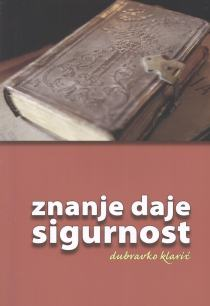 znanje daje
sigurnost
dubravko klarić